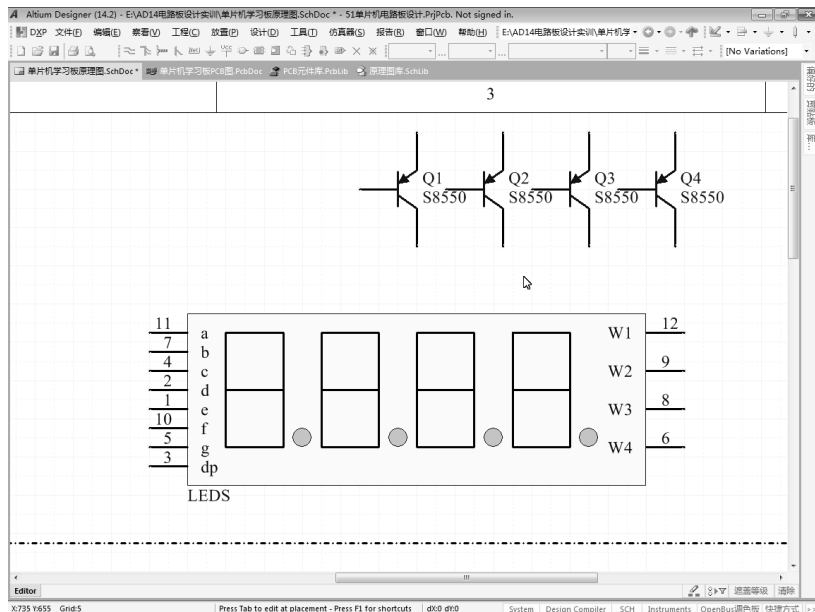 Altium Designer (14.2) - E:\AD14电路板设计实训\单片机学习板原理图.SchDoc * - 51单片机电路板设计.PrjPcb. Not signed in.
DXP 文件(F) 编辑(E) 察看(V) 工程(C) 放置(P) 设计(D) 工具(T) 仿真器(S) 报告(R) 窗口(W) 帮助(H) E:\AD14电路板设计实训\单片机学
[No Variations]
单片机学习板原理图.SchDoc * 单片机学习板PCB图.PcbDoc PCB元件库.PcbLib 原理图库.SchLib
3
Q1 Q2 Q3 Q4
S8550 S8550 S8550 S8550
11 a W1 12
7 b
4 c W2 9
2 d
1 e W3 8
10 f
5 g W4 6
3 dp
LEDS
Editor 遮盖等级 清除
X:735 Y:655 Grid:5 Press Tab to edit at placement - Press F1 for shortcuts dX:0 dY:0 System Design Compiler SCH Instruments OpenBus调色板 快捷方式 >>